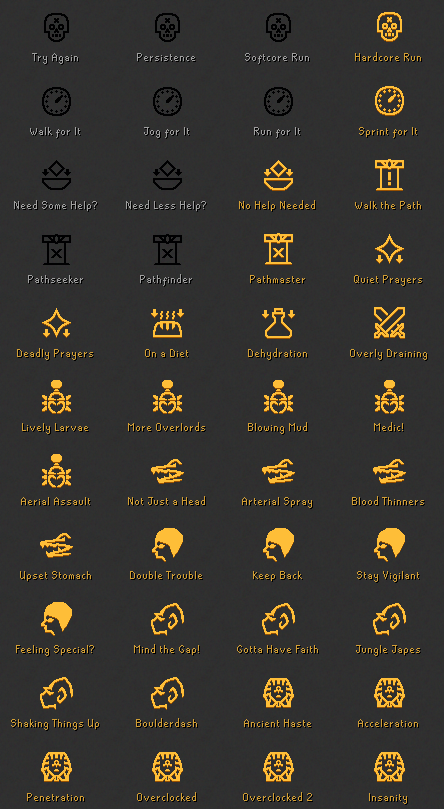 Try Again
Persistence
Softcore Run
Hardcore Run
Walk for It
Jog for It
Run for It
Sprint for It
Need Some Help?
Need Less Help?
No Help Needed
Walk the Path
Pathseeker
Pathfinder
Pathmaster
Quiet Prayers
Deadly Prayers
On a Diet
Dehydration
Overly Draining
Lively Larvae
More Overlords
Blowing Mud
Medic!
Aerial Assault
Not Just a Head
Arterial Spray
Blood Thinners
Upset Stomach
Double Trouble
Keep Back
Stay Vigilant
Feeling Special?
Mind the Gap!
Gotta Have Faith
Jungle Japes
Shaking Things Up
Boulderdash
Ancient Haste
Acceleration
Penetration
Overclocked
Overclocked 2
Insanity